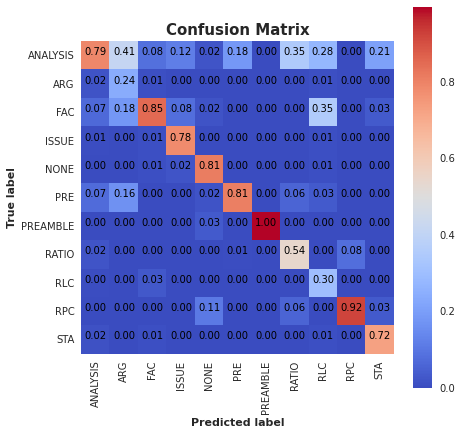 Confusion Matrix
ANALYSIS 0.79 0.41 0.08 0.12 0.02 0.18 0.00 0.35 0.28 0.00 0.21
ARG 0.02 0.24 0.01 0.00 0.00 0.00 0.00 0.00 0.01 0.00 0.00
FAC 0.07 0.18 0.85 0.08 0.02 0.00 0.00 0.00 0.35 0.00 0.03
ISSUE 0.01 0.00 0.00 0.78 0.00 0.00 0.00 0.00 0.00 0.00 0.00
NONE 0.00 0.00 0.01 0.02 0.81 0.00 0.00 0.00 0.01 0.00 0.00
PRE 0.07 0.16 0.00 0.00 0.02 0.81 0.00 0.06 0.03 0.00 0.00
PREAMBLE 0.00 0.00 0.00 0.00 0.03 0.00 1.00 0.00 0.00 0.00 0.00
RATIO 0.02 0.00 0.00 0.00 0.00 0.01 0.00 0.54 0.00 0.08 0.00
RLC 0.00 0.00 0.03 0.00 0.00 0.00 0.00 0.00 0.30 0.00 0.00
RPC 0.00 0.00 0.00 0.00 0.11 0.00 0.00 0.06 0.00 0.92 0.03
STA 0.02 0.00 0.01 0.00 0.00 0.00 0.00 0.00 0.01 0.00 0.72
ANALYSIS ARG FAC ISSUE NONE PRE PREAMBLE RATIO RLC RPC STA
Predicted label
True label
0.8
0.6
0.4
0.2
0.0